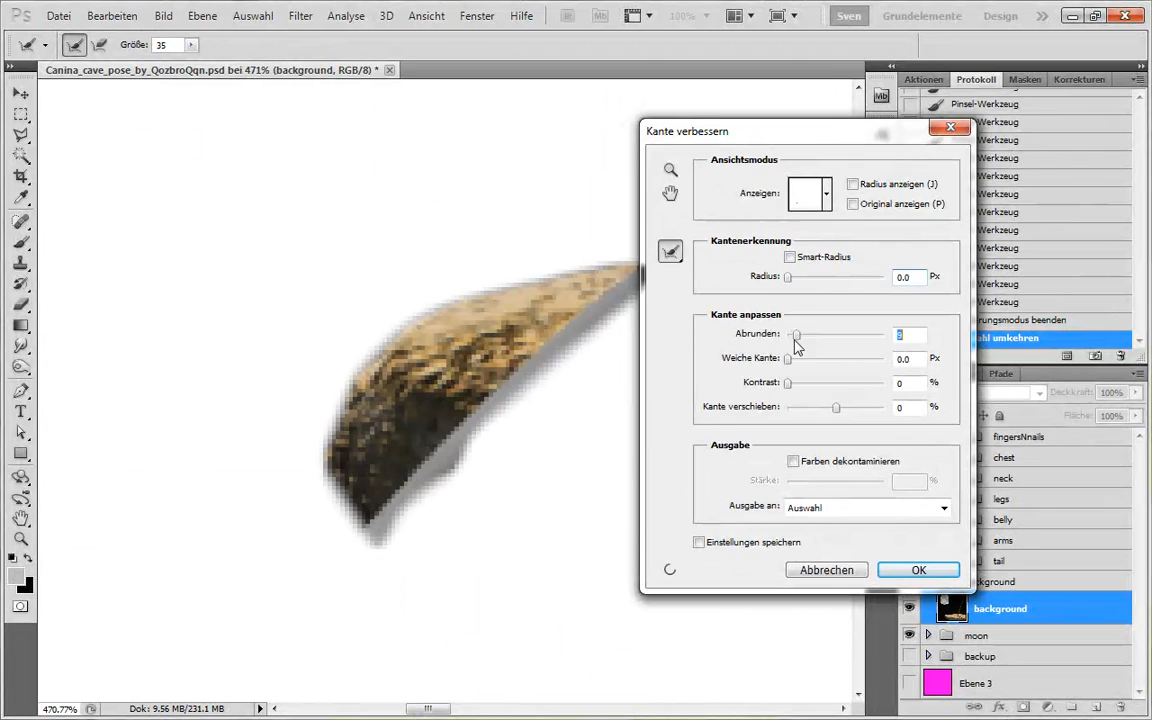 Ps Datei Bearbeiten Bild Ebene Auswahl Filter Analyse 3D Ansicht Fenster Hilfe Br Mb 100% Sven Grundelemente Design
Größe: 35
Canina_cave_pose_by_QozbroQqn.psd bei 471% (background, RGB/8) *
Aktionen Protokoll Masken Korrekturen
Mb
Pinsel-Werkzeug
Werkzeug
Werkzeug
Werkzeug
Werkzeug
Werkzeug
Werkzeug
Werkzeug
Werkzeug
Werkzeug
Werkzeug
Werkzeug
rungsmodus beenden
ahl umkehren
Kante verbessern
Ansichtsmodus
Anzeigen:
Radius anzeigen (J)
Original anzeigen (P)
Kantenerkennung
Smart-Radius
Radius: 0.0 Px
Kante anpassen
Abrunden: 9
Weiche Kante: 0.0 Px
Kontrast: 0 %
Kante verschieben: 0 %
Ausgabe
Farben dekontaminieren
Stärke: %
Ausgabe an: Auswahl
Einstellungen speichern
Abbrechen OK
Pfade
Deckkraft: 100%
Fläche: 100%
fingersNnails
chest
neck
legs
belly
arms
tail
ground
background
moon
backup
Ebene 3
470.77% Dok: 9.56 MB/231.1 MB